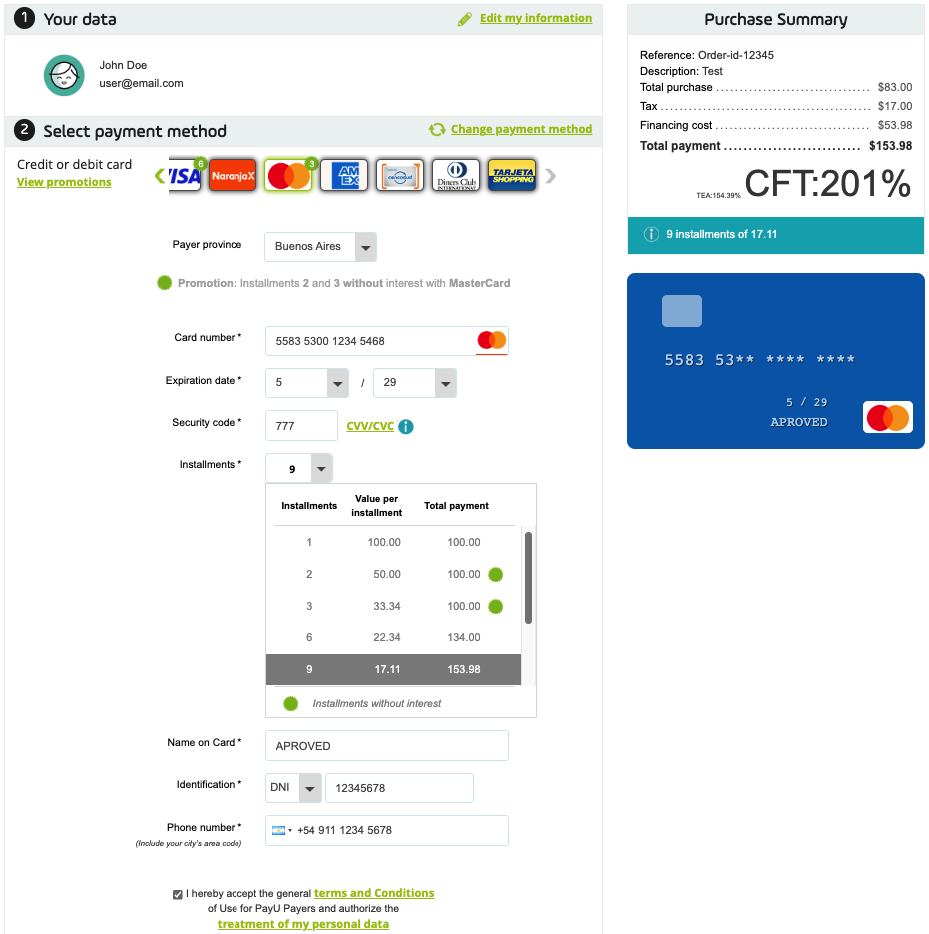 1 Your data
Edit my information
John Doe
user@email.com
2 Select payment method
Change payment method
Credit or debit card
View promotions
VISA 6
NaranjaX
3
AM
EX
cencosud
Diners Club
INTERNATIONAL
TARJETA
SHOPPING
Payer province Buenos Aires
Promotion: Installments 2 and 3 without interest with MasterCard
Card number * 5583 5300 1234 5468
Expiration date * 5 / 29
Security code * 777 CVV/CVC i
Installments * 9
Installments Value per installment Total payment
1 100.00 100.00
2 50.00 100.00
3 33.34 100.00
6 22.34 134.00
9 17.11 153.98
Installments without interest
Name on Card * APROVED
Identification * DNI 12345678
Phone number * +54 911 1234 5678
(Include your city's area code)
I hereby accept the general terms and Conditions
of Use for PayU Payers and authorize the
treatment of my personal data
Purchase Summary
Reference: Order-id-12345
Description: Test
Total purchase ................................ $83.00
Tax ............................................ $17.00
Financing cost ................................ $53.98
Total payment ........................... $153.98
TEA:154.39% CFT:201%
i 9 installments of 17.11
5583 53** **** ****
5 / 29
APROVED